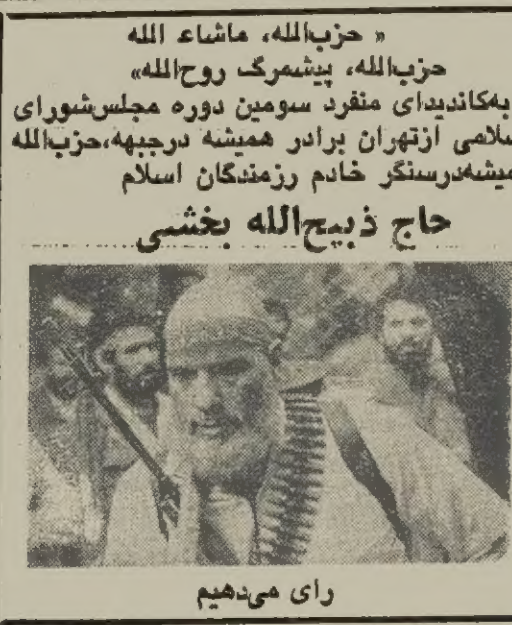 « حزب‌الله، ماشاء الله
حزب‌الله، پیشمرگ روح‌الله»
به‌کاندیدای منفرد سومین دوره مجلس‌شورای
سلامی ازتهران برادر همیشه درجبهه،حزب‌الله
میشه‌درسنگر خادم رزمندگان اسلام
حاج ذبیح‌الله بخشی
رای می‌دهیم